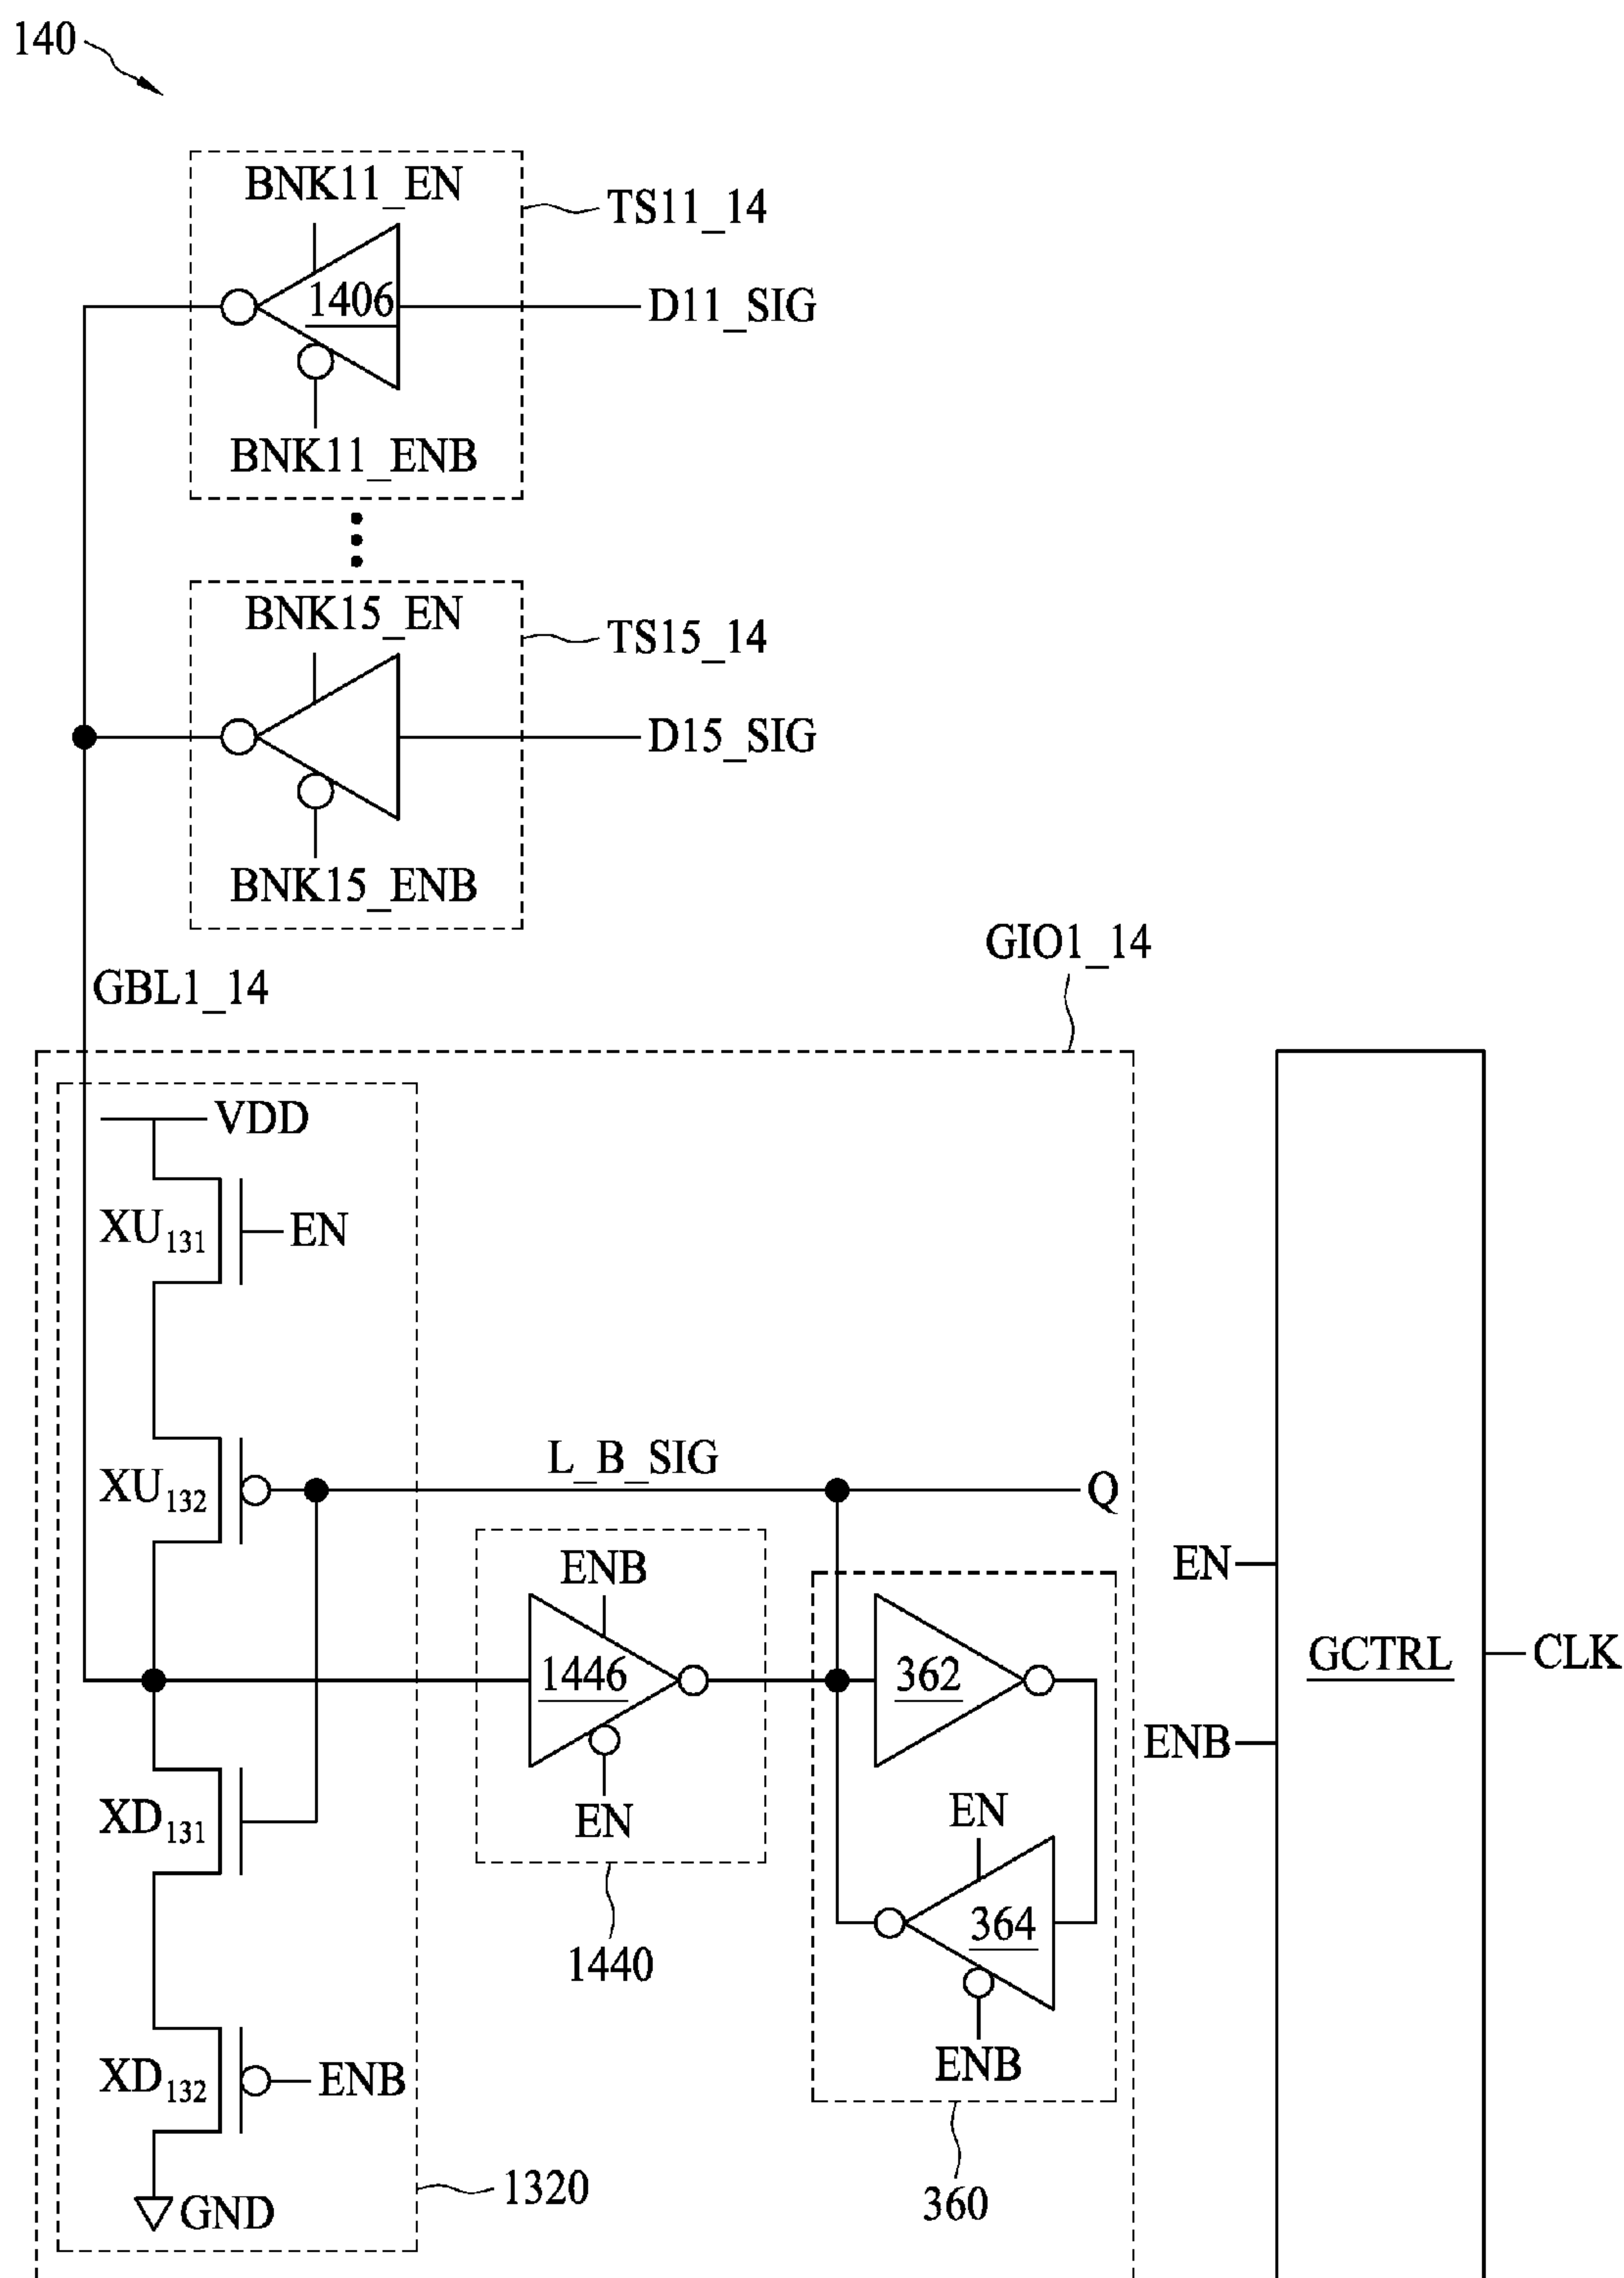 140
BNK11_EN
TS11_14
1406
D11_SIG
BNK11_ENB
BNK15_EN
TS15_14
D15_SIG
BNK15_ENB
GIO1_14
GBL1_14
VDD
XU131
EN
L_B_SIG
XU132
Q
ENB
EN
1446
362
GCTRL
CLK
ENB
XD131
EN
EN
364
1440
ENB
XD132
ENB
1320
360
GND